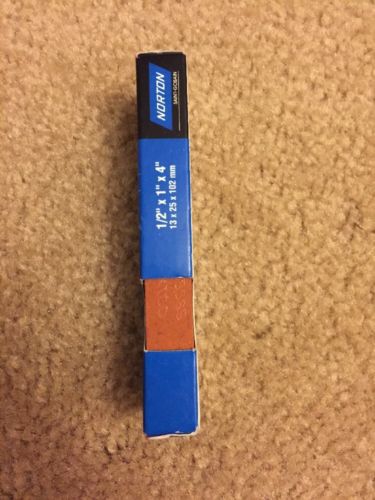 NORTON
SAINT-GOBAIN
1/2" x 1" x 4"
13 x 25 x 102 mm